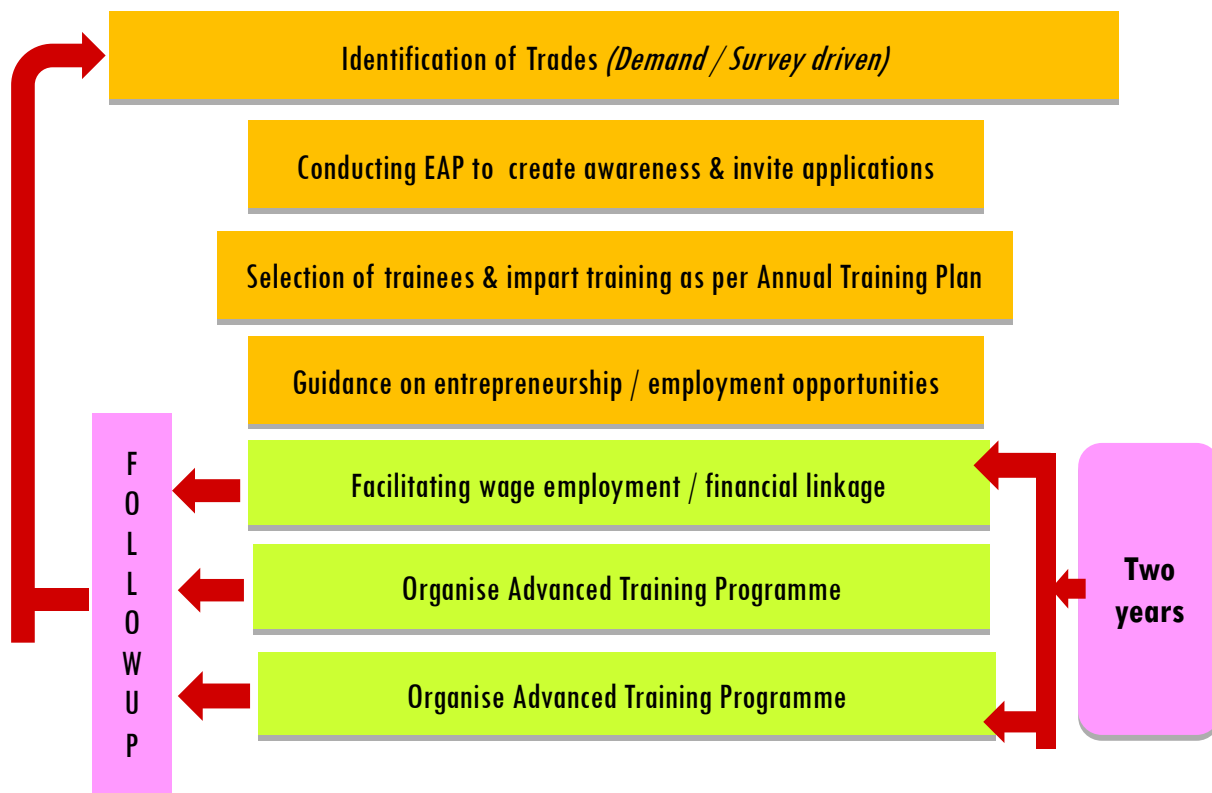 Identification of Trades (Demand / Survey driven)
Conducting EAP to create awareness & invite applications
Selection of trainees & impart training as per Annual Training Plan
Guidance on entrepreneurship / employment opportunities
F
O
L
L
O
W
U
P
Facilitating wage employment / financial linkage
Organise Advanced Training Programme
Organise Advanced Training Programme
Two
years